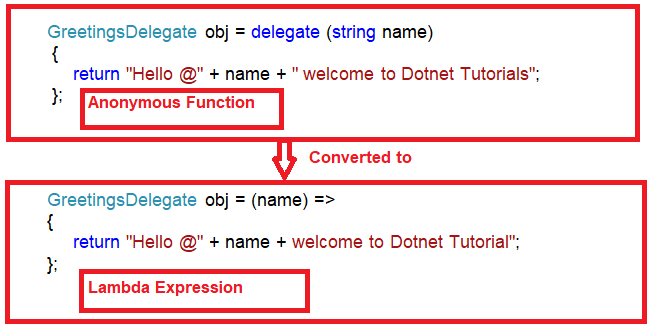 GreetingsDelegate obj = delegate (string name)
{
return "Hello @" + name + " welcome to Dotnet Tutorials";
};
Anonymous Function
Converted to
GreetingsDelegate obj = (name) =>
{
return "Hello @" + name + welcome to Dotnet Tutorial";
};
Lambda Expression